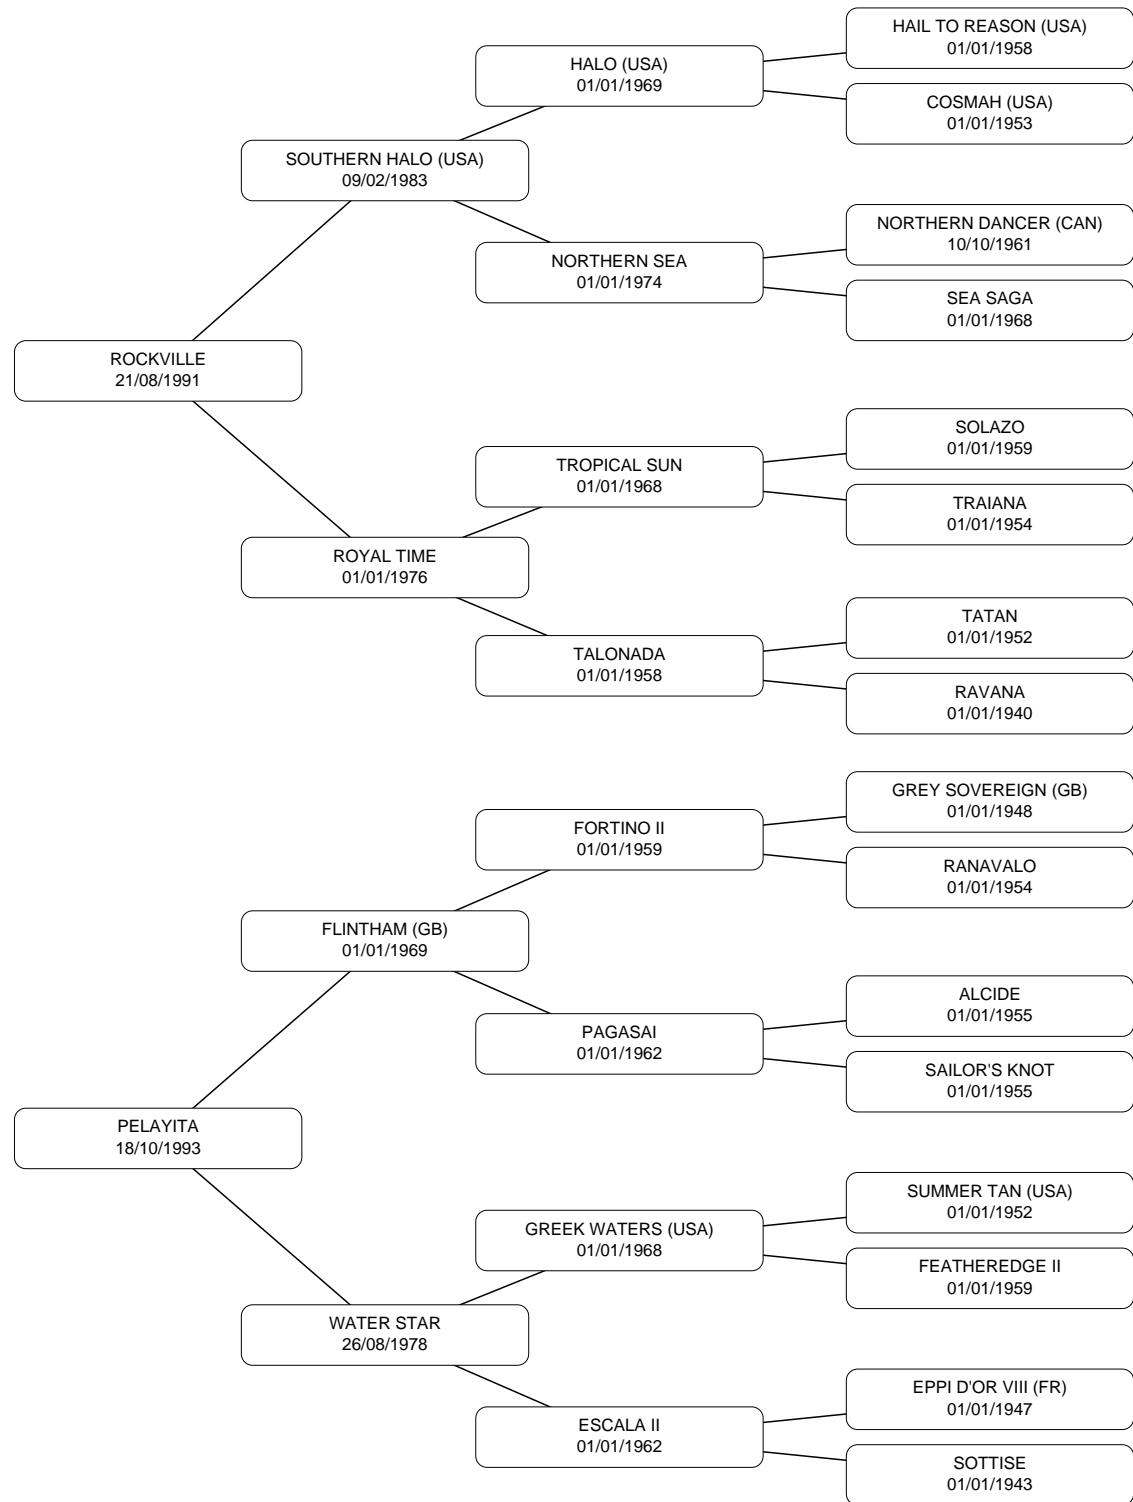 HAIL TO REASON (USA)
01/01/1958
HALO (USA)
01/01/1969
COSMAH (USA)
01/01/1953
SOUTHERN HALO (USA)
09/02/1983
NORTHERN DANCER (CAN)
10/10/1961
NORTHERN SEA
01/01/1974
SEA SAGA
01/01/1968
ROCKVILLE
21/08/1991
SOLAZO
01/01/1959
TROPICAL SUN
01/01/1968
TRAIANA
01/01/1954
ROYAL TIME
01/01/1976
TATAN
01/01/1952
TALONADA
01/01/1958
RAVANA
01/01/1940
GREY SOVEREIGN (GB)
01/01/1948
FORTINO II
01/01/1959
RANAVALO
01/01/1954
FLINTHAM (GB)
01/01/1969
ALCIDE
01/01/1955
PAGASAI
01/01/1962
SAILOR'S KNOT
01/01/1955
PELAYITA
18/10/1993
SUMMER TAN (USA)
01/01/1952
GREEK WATERS (USA)
01/01/1968
FEATHEREDGE II
01/01/1959
WATER STAR
26/08/1978
EPPI D'OR VIII (FR)
01/01/1947
ESCALA II
01/01/1962
SOTTISE
01/01/1943